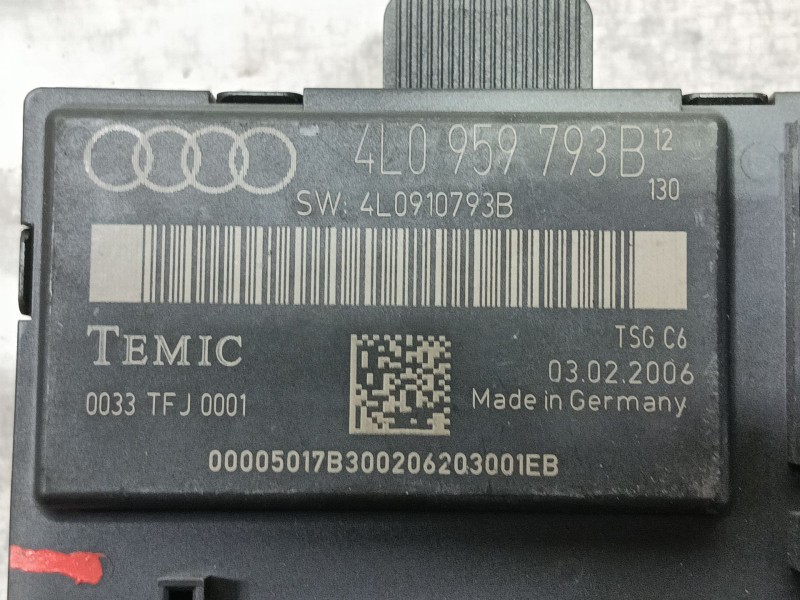 4L0 959 793B 12
130
SW: 4L0910793B
TEMIC
TSG C6
03.02.2006
0033 TFJ 0001
Made in Germany
00005017B300206203001EB